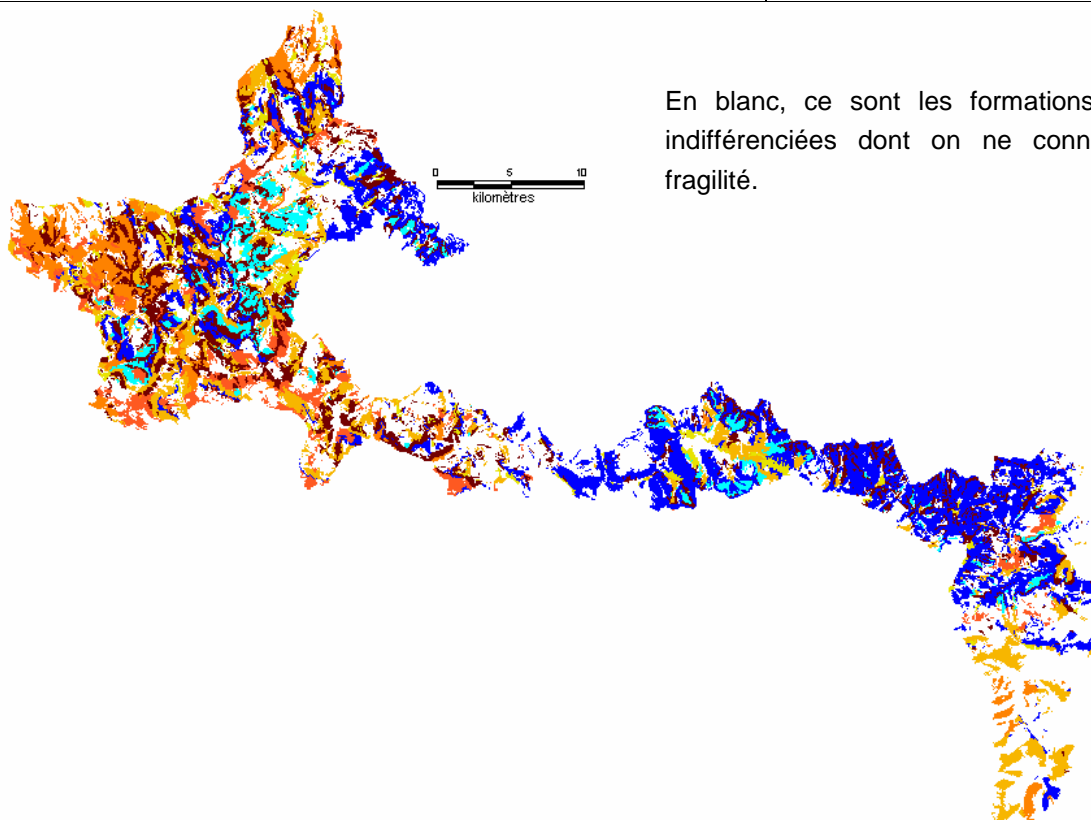 En blanc, ce sont les formations
indifférenciées dont on ne conn
fragilité.
0 5 10
kilomètres